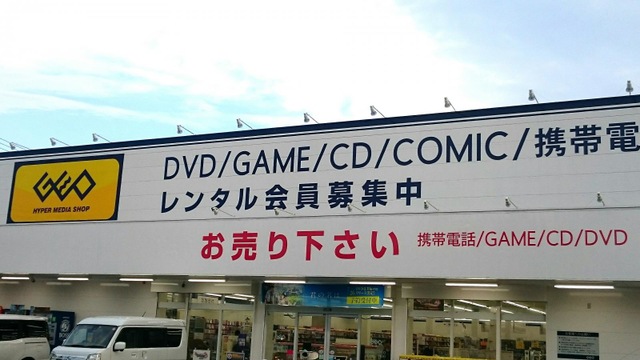 GEO
HYPER MEDIA SHOP
DVD/GAME/CD/COMIC/携帯電
レンタル会員募集中
お売り下さい 携帯電話/GAME/CD/DVD